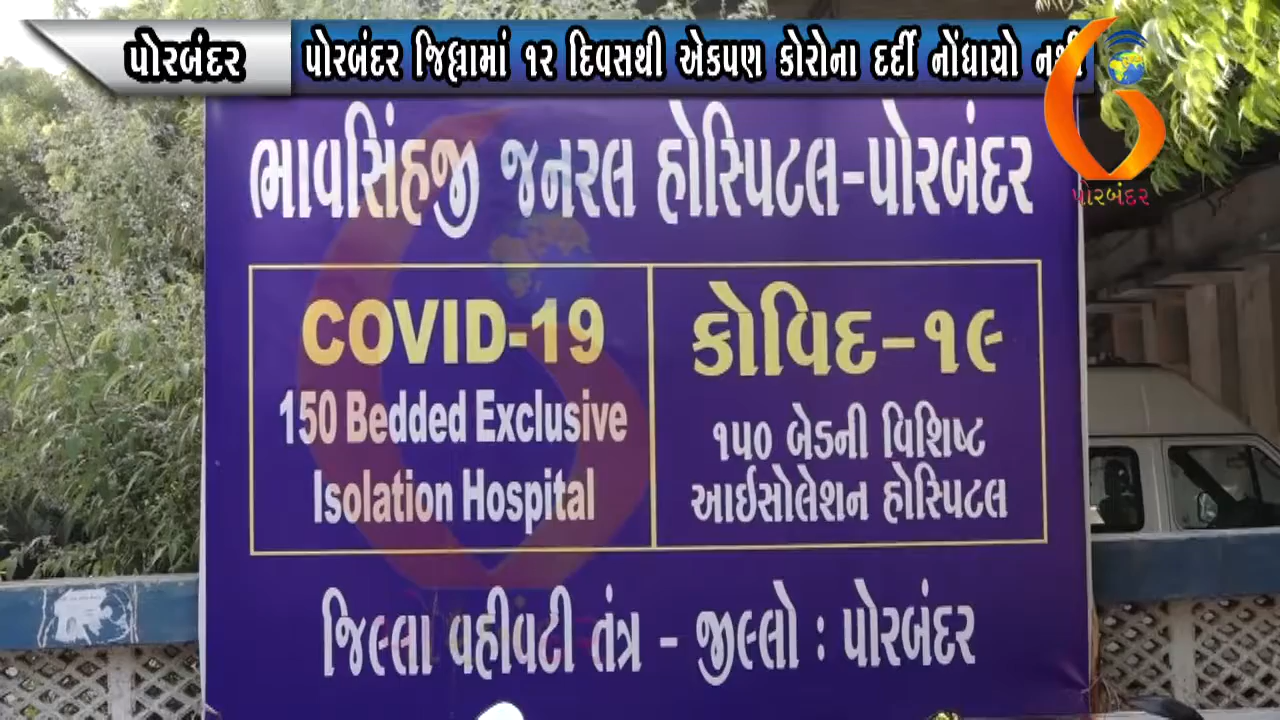 પોરબંદર
પોરબંદર જિલ્લામાં ૧૨ દિવસથી એકપણ કોરોના દર્દી નોંધાયો
પોરબંદર
ભાવસિંહજી જનરલ હોસ્પિટલ-પોરબંદર
COVID-19
150 Bedded Exclusive
Isolation Hospital
કોવિદ-૧૯
૧૫૦ બેડની વિશિષ્ટ
આઈસોલેશન હોસ્પિટલ
જિલ્લા વહીવટી તંત્ર - જીલ્લો : પોરબંદર